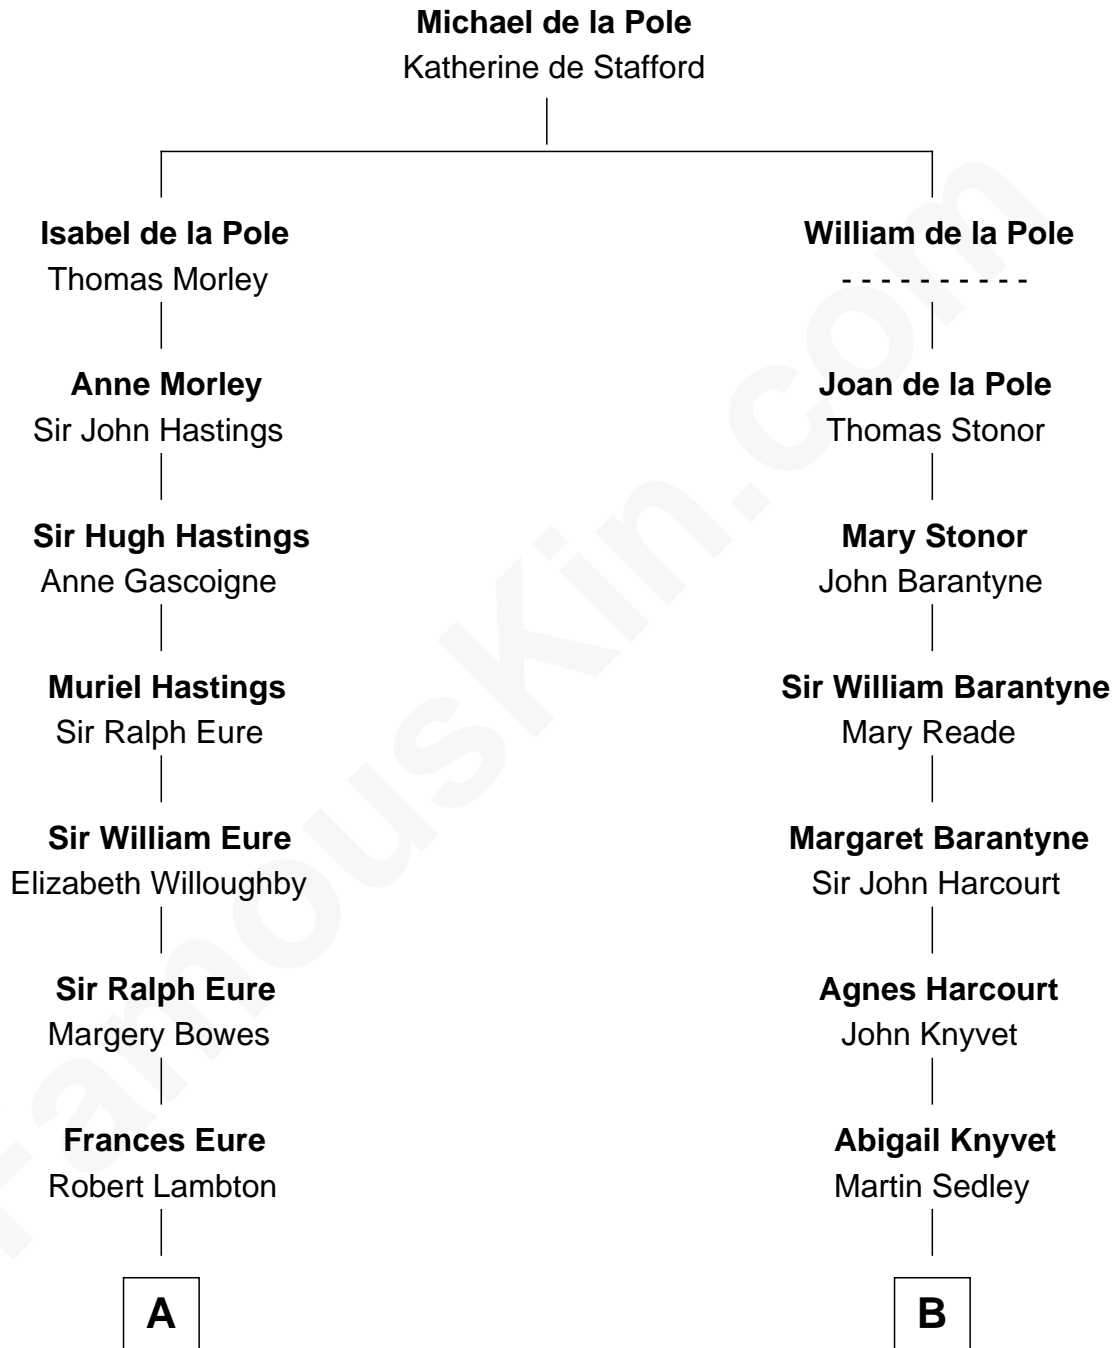 Michael de la Pole
Katherine de Stafford
Isabel de la Pole
Thomas Morley
William de la Pole
- - - - - - - - - -
Anne Morley
Sir John Hastings
Joan de la Pole
Thomas Stonor
Sir Hugh Hastings
Anne Gascoigne
Mary Stonor
John Barantyne
Muriel Hastings
Sir Ralph Eure
Sir William Barantyne
Mary Reade
Sir William Eure
Elizabeth Willoughby
Margaret Barantyne
Sir John Harcourt
Sir Ralph Eure
Margery Bowes
Agnes Harcourt
John Knyvet
Frances Eure
Robert Lambton
Abigail Knyvet
Martin Sedley
A
B
FamousKin.com